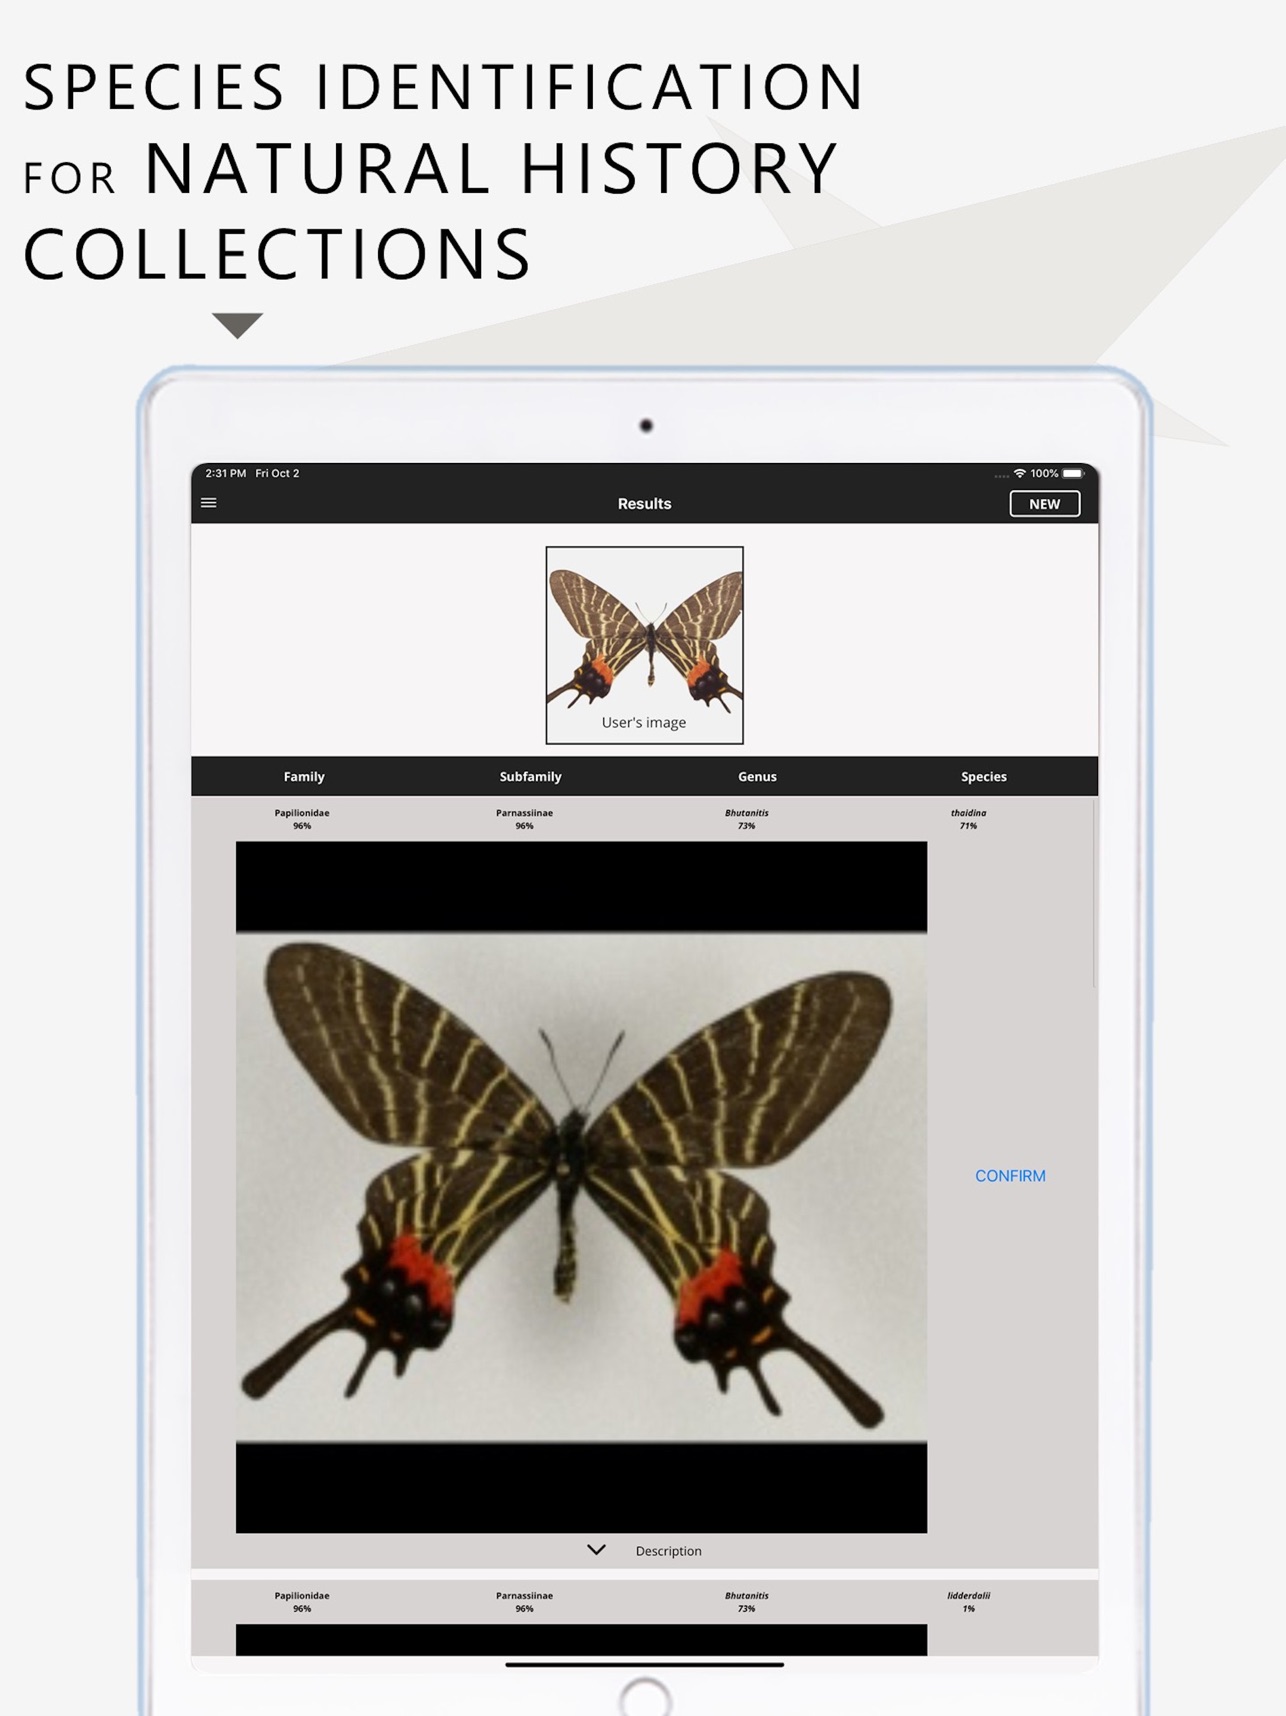 SPECIES IDENTIFICATION
FOR NATURAL HISTORY
COLLECTIONS
2:31 PM Fri Oct 2
100%
Results
NEW
User's image
Family Subfamily Genus Species
Papilionidae Parnassiinae Bhutanitis thaidina
96% 96% 73% 71%
CONFIRM
Description
Papilionidae Parnassiinae Bhutanitis lidderdalii
96% 96% 73% 1%